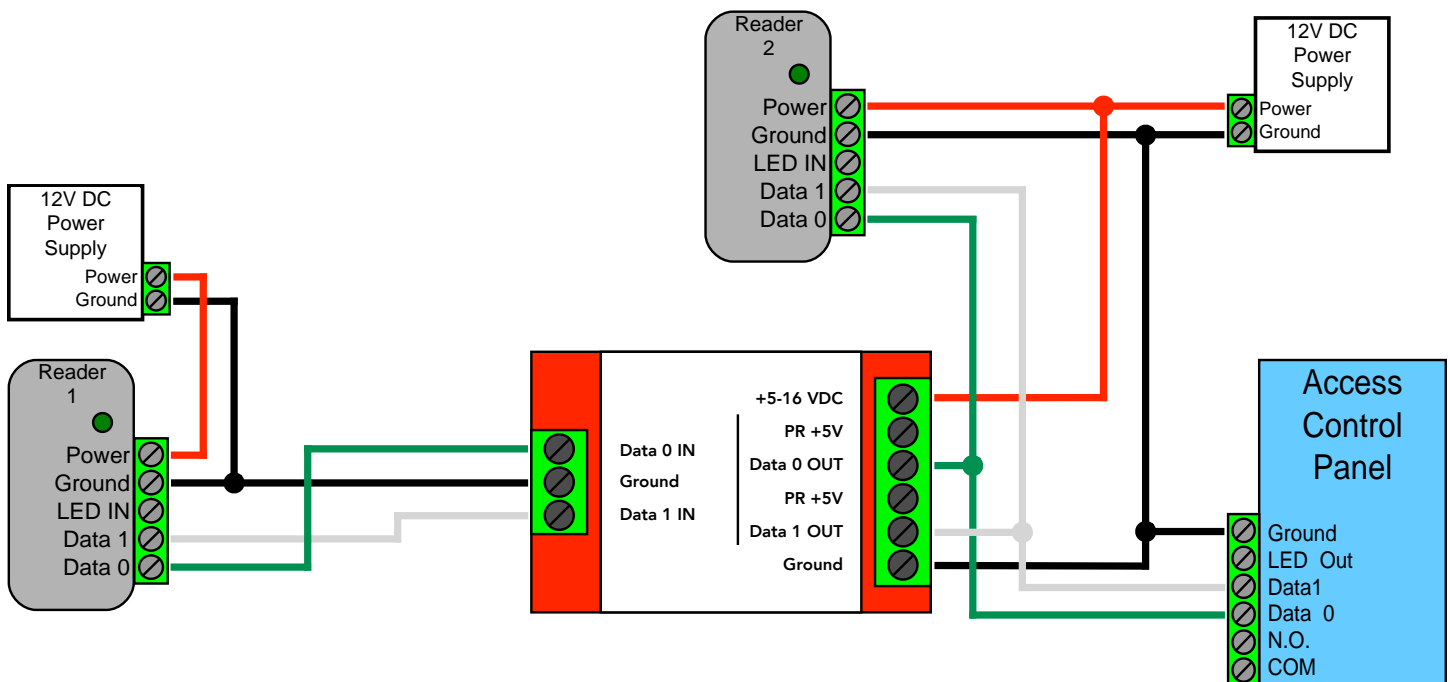 Reader
2
Power
Ground
LED IN
Data 1
Data 0
12V DC
Power
Supply
Power
Ground
12V DC
Power
Supply
Power
Ground
Reader
1
Power
Ground
LED IN
Data 1
Data 0
Data 0 IN
Ground
Data 1 IN
+5-16 VDC
PR +5V
Data 0 OUT
PR +5V
Data 1 OUT
Ground
Access
Control
Panel
Ground
LED Out
Data1
Data 0
N.O.
COM